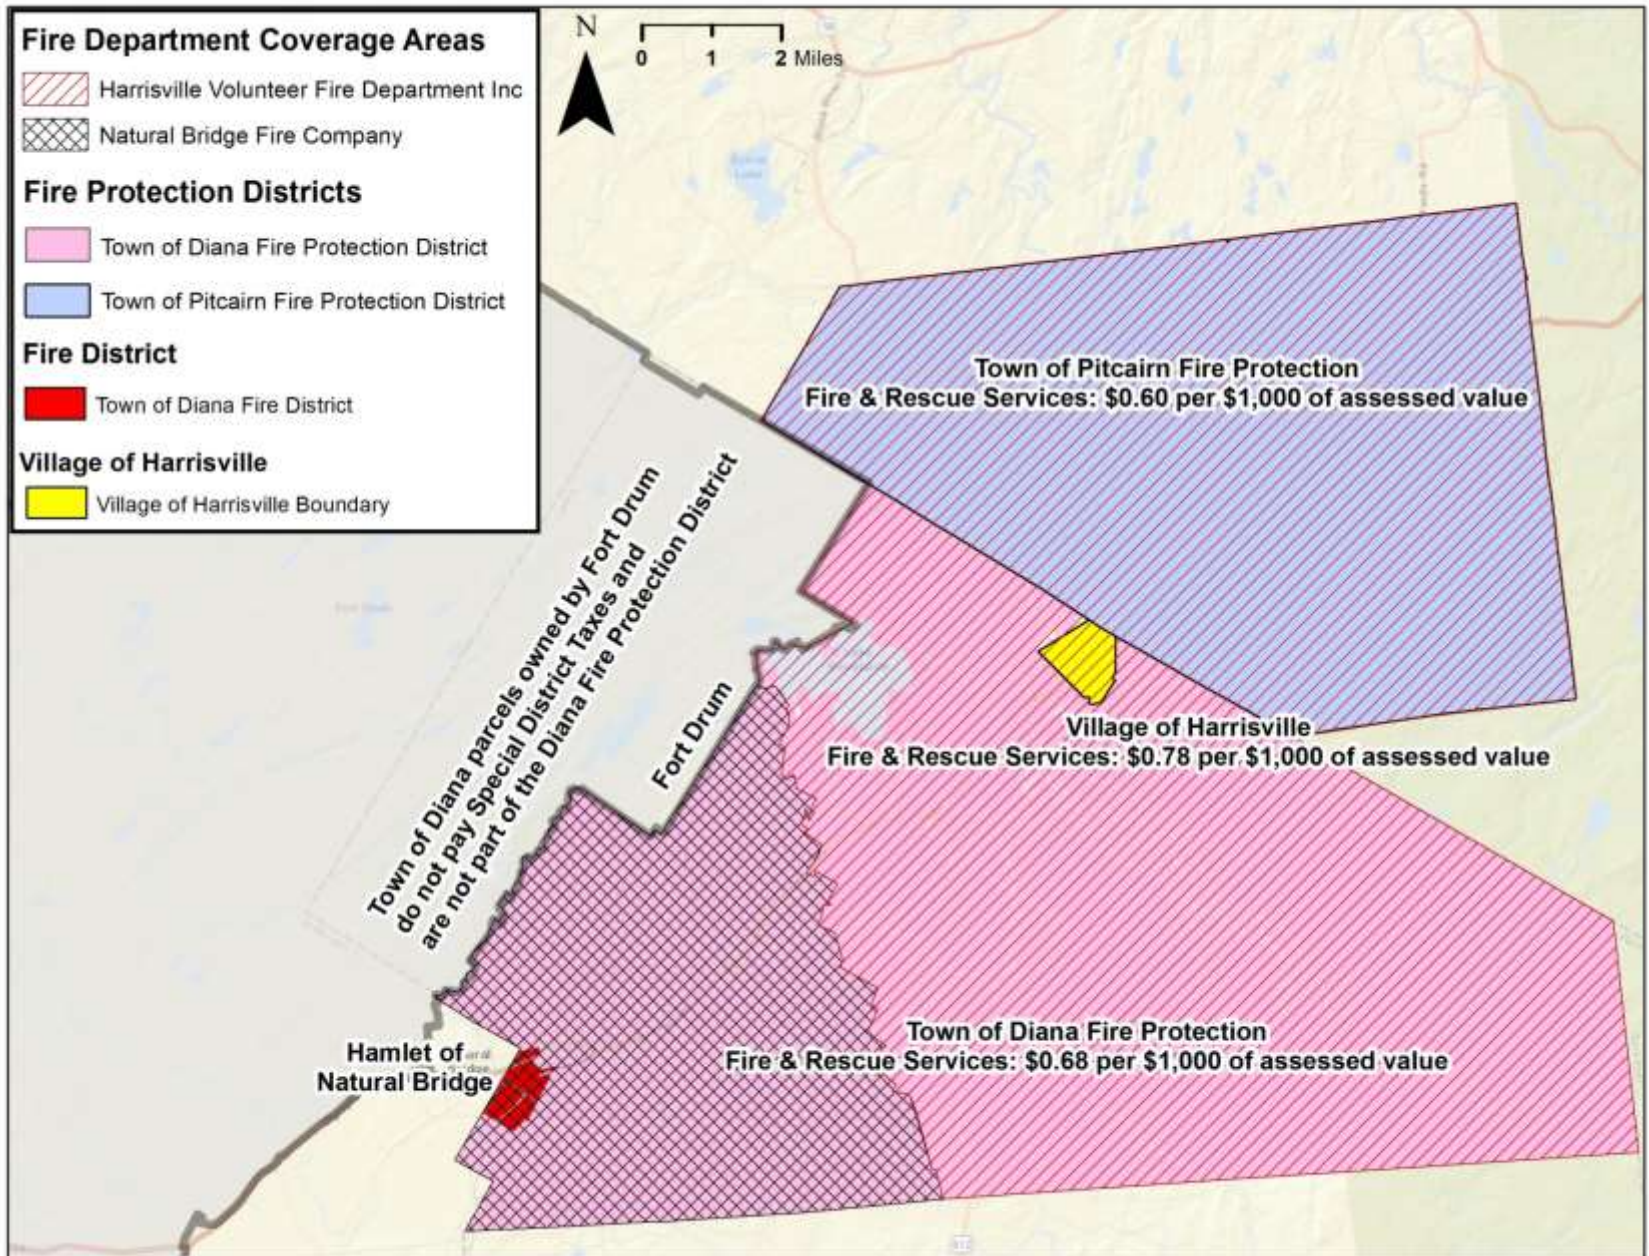 Fire Department Coverage Areas
Harrisville Volunteer Fire Department Inc
Natural Bridge Fire Company
Fire Protection Districts
Town of Diana Fire Protection District
Town of Pitcairn Fire Protection District
Fire District
Town of Diana Fire District
Village of Harrisville
Village of Harrisville Boundary
N
0 1 2 Miles
Town of Pitcairn Fire Protection
Fire & Rescue Services: $0.60 per $1,000 of assessed value
Town of Diana parcels owned by Fort Drum
do not pay Special District Taxes and
are not part of the Diana Fire Protection District
Fort Drum
Village of Harrisville
Fire & Rescue Services: $0.78 per $1,000 of assessed value
Town of Diana Fire Protection
Fire & Rescue Services: $0.68 per $1,000 of assessed value
Hamlet of
Natural Bridge